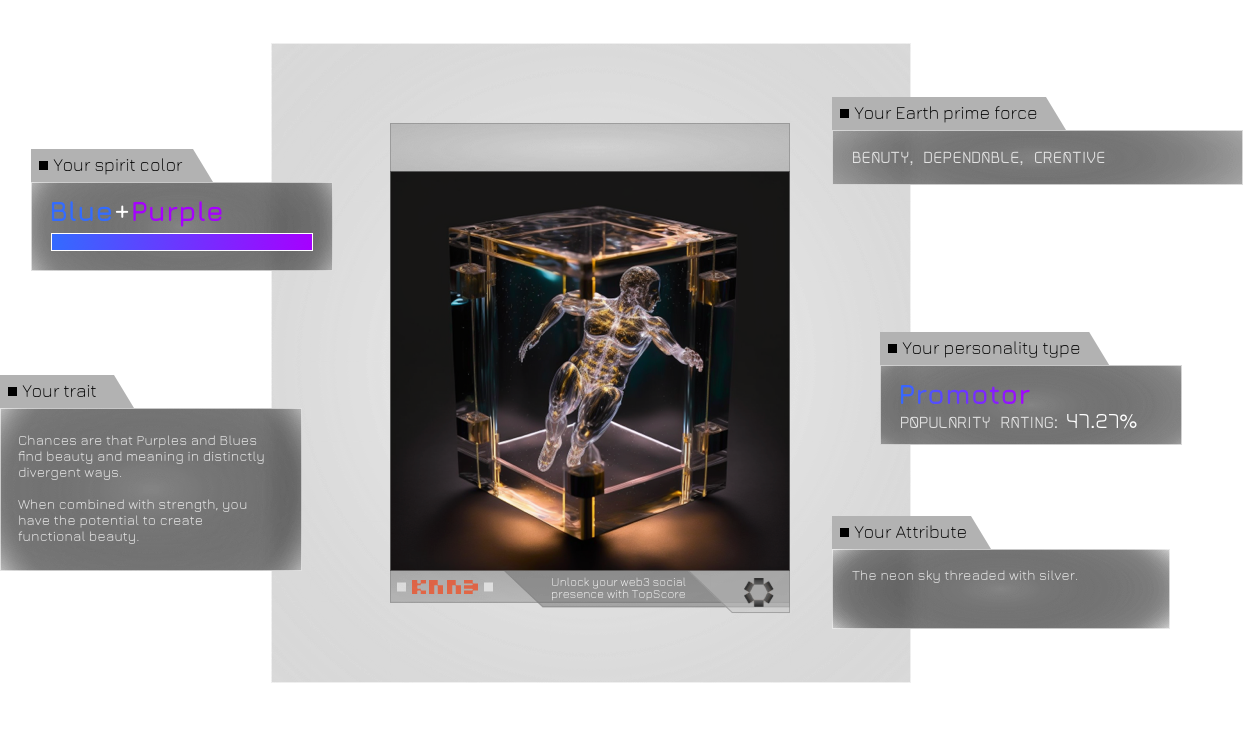 Your spirit color
Blue+Purple
Your trait
Chances are that Purples and Blues
find beauty and meaning in distinctly
divergent ways.
When combined with strength, you
have the potential to create
functional beauty.
KNN3
Unlock your web3 social
presence with TopScore
Your Earth prime force
BEAUTY, DEPENDABLE, CREATIVE
Your personality type
Promotor
POPULARITY RATING: 47.27%
Your Attribute
The neon sky threaded with silver.